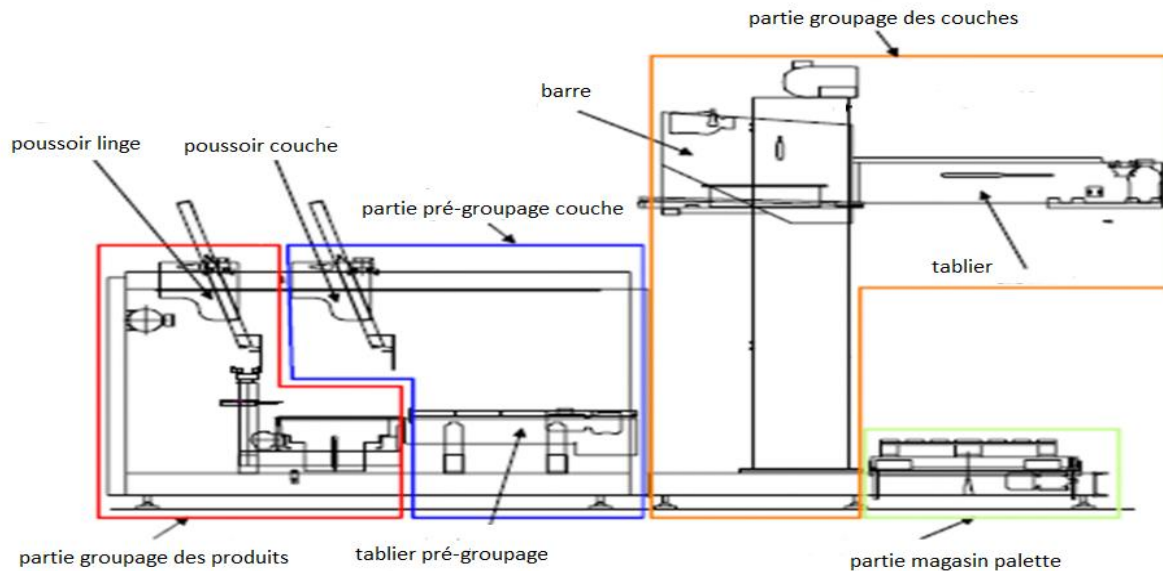 partie groupage des couches
barre
poussoir linge
poussoir couche
partie pré-groupage couche
tablier
partie groupage des produits
tablier pré-groupage
partie magasin palette